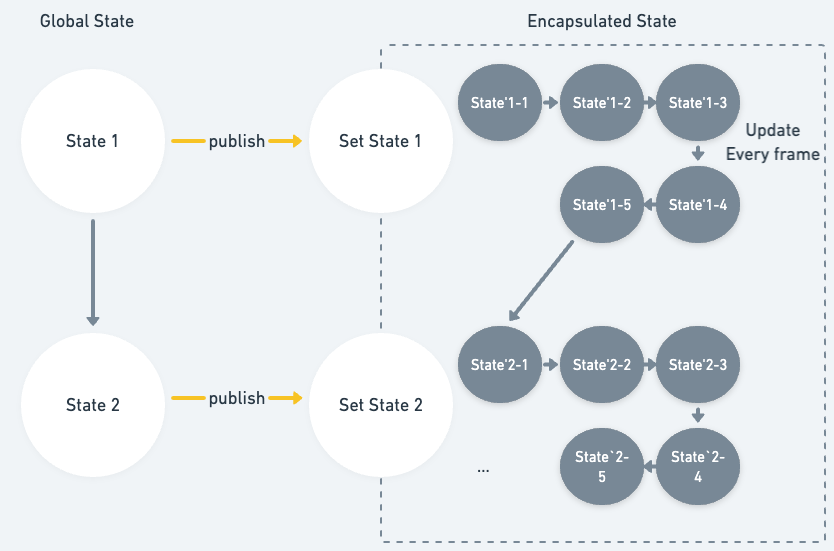 Global State
Encapsulated State
State 1
publish
Set State 1
State'1-1
State'1-2
State'1-3
Update
Every frame
State'1-5
State'1-4
State 2
publish
Set State 2
State'2-1
State'2-2
State'2-3
...
State`2-
5
State`2-
4